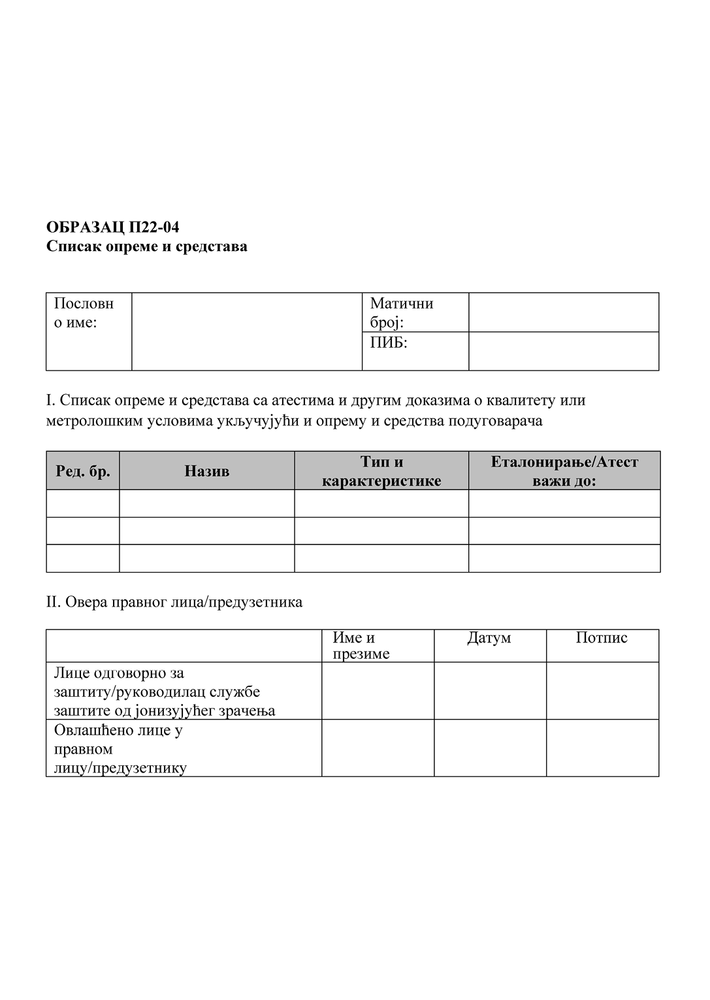 ОБРАЗАЦ П22-04
Списак опреме и средстава
Пословн
о име:
Матични
број:
ПИБ:
I. Списак опреме и средстава са атестима и другим доказима о квалитету или
метролошким условима укључујући и опрему и средства подуговарача
Ред. бр.
Назив
Тип и
карактеристике
Еталонирање/Атест
важи до:
II. Овера правног лица/предузетника
Име и
презиме
Датум
Потпис
Лице одговорно за
заштиту/руководилац службе
заштите од јонизујућег зрачења
Овлашћено лице у
правном
лицу/предузетнику